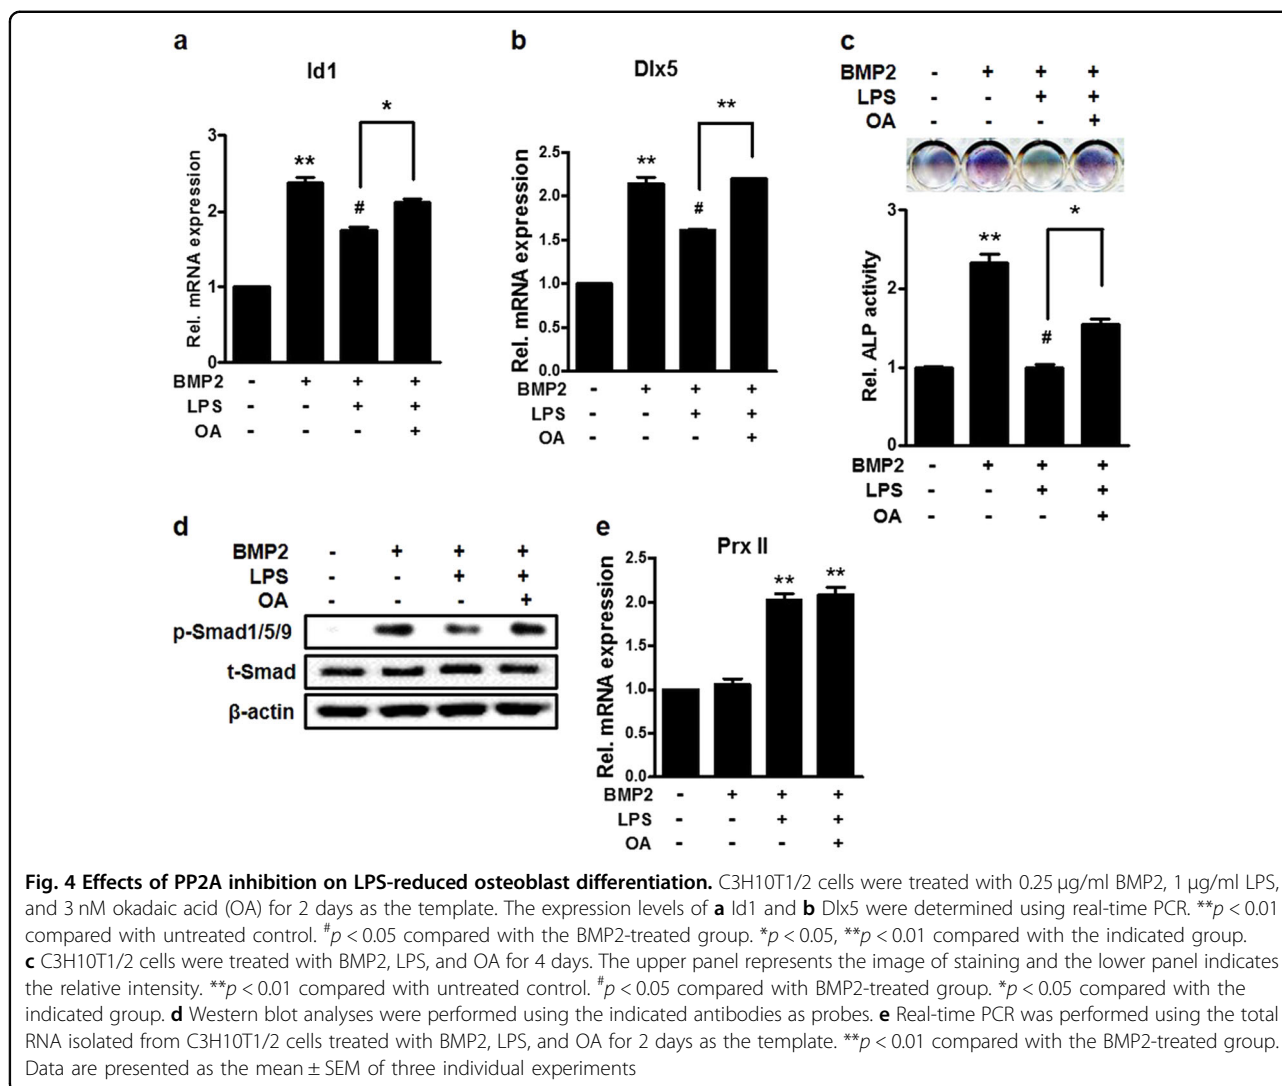 a
Id1
Rel. mRNA expression
3
2
1
0
**
#
*
BMP2 - + + +
LPS - - + +
OA - - - +
b
Dlx5
Rel. mRNA expression
2.5
2.0
1.5
1.0
0.5
0.0
**
#
**
BMP2 - + + +
LPS - - + +
OA - - - +
c
BMP2 - + + +
LPS - - + +
OA - - - +
Rel. ALP activity
3
2
1
0
**
#
*
BMP2 - + + +
LPS - - + +
OA - - - +
d
BMP2 - + + +
LPS - - + +
OA - - - +
p-Smad1/5/9
t-Smad
β-actin
e
Prx II
Rel. mRNA expression
2.5
2.0
1.5
1.0
0.5
0.0
**
**
BMP2 - + + +
LPS - - + +
OA - - - +
Fig. 4 Effects of PP2A inhibition on LPS-reduced osteoblast differentiation. C3H10T1/2 cells were treated with 0.25 µg/ml BMP2, 1 µg/ml LPS,
and 3 nM okadaic acid (OA) for 2 days as the template. The expression levels of a Id1 and b Dlx5 were determined using real-time PCR. **p < 0.01
compared with untreated control. #p < 0.05 compared with the BMP2-treated group. *p < 0.05, **p < 0.01 compared with the indicated group.
c C3H10T1/2 cells were treated with BMP2, LPS, and OA for 4 days. The upper panel represents the image of staining and the lower panel indicates
the relative intensity. **p < 0.01 compared with untreated control. #p < 0.05 compared with BMP2-treated group. *p < 0.05 compared with the
indicated group. d Western blot analyses were performed using the indicated antibodies as probes. e Real-time PCR was performed using the total
RNA isolated from C3H10T1/2 cells treated with BMP2, LPS, and OA for 2 days as the template. **p < 0.01 compared with the BMP2-treated group.
Data are presented as the mean ± SEM of three individual experiments